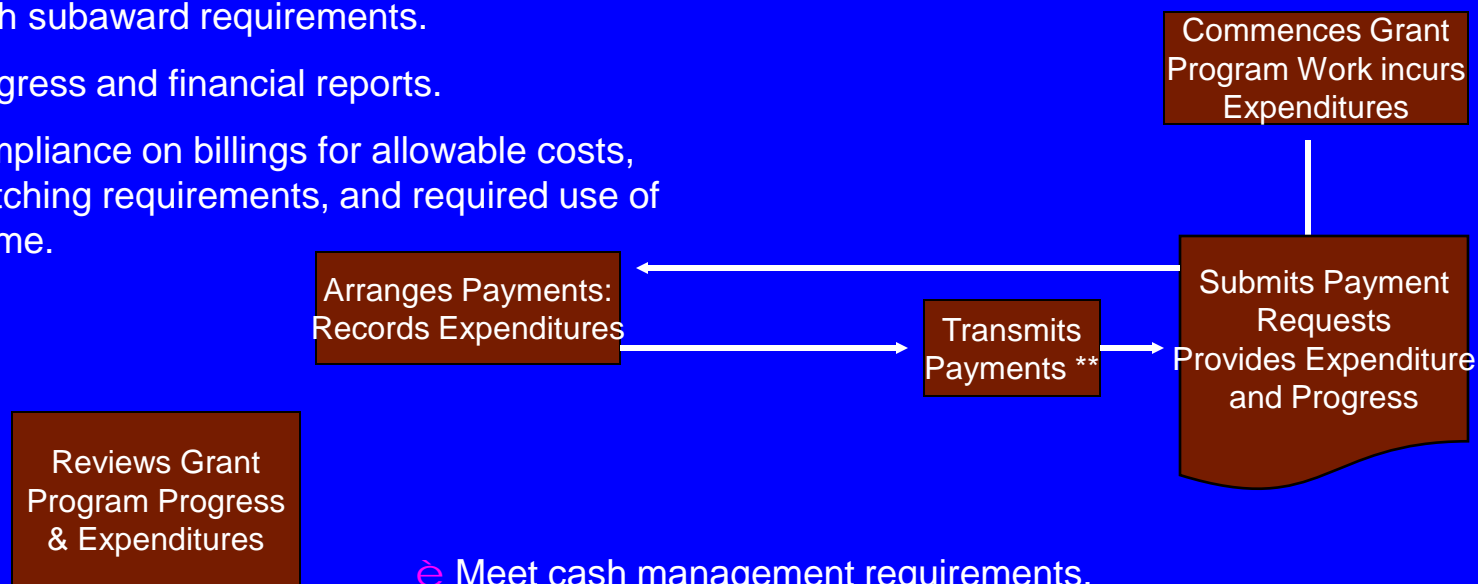 h subaward requirements.
gress and financial reports.
mpliance on billings for allowable costs,
tching requirements, and required use of
me.
Commences Grant
Program Work incurs
Expenditures
Arranges Payments:
Records Expenditures
Transmits
Payments **
Submits Payment
Requests
Provides Expenditure
and Progress
Reviews Grant
Program Progress
& Expenditures
è Meet cash management requirements.